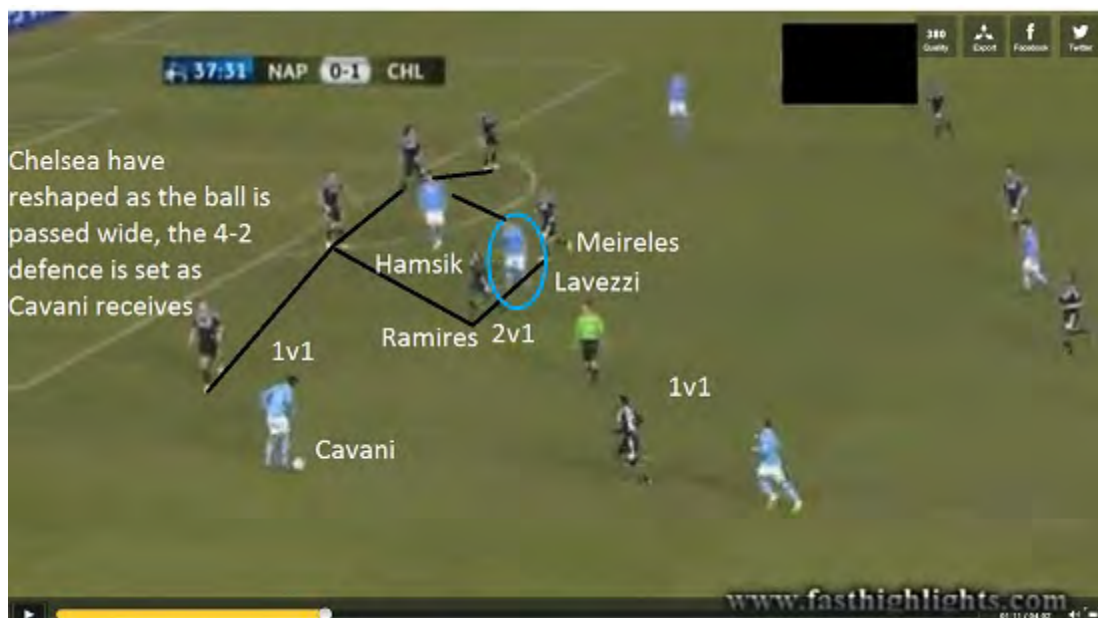 380
Quality
Export
Facebook
Twitter
37:31 NAP 0-1 CHL
Chelsea have
reshaped as the ball is
passed wide, the 4-2
defence is set as
Cavani receives
Meireles
Hamsik
Lavezzi
Ramires 2v1
1v1
1v1
Cavani
www.fasthighlights.com